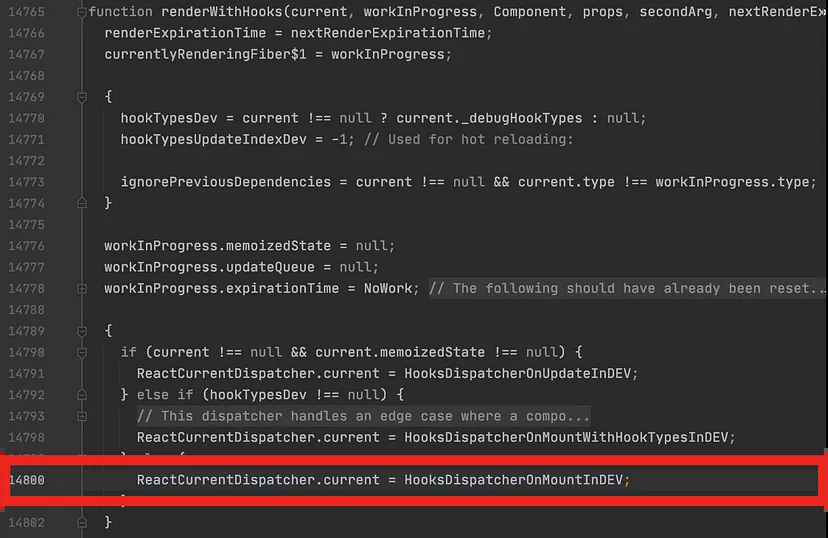 14765 function renderWithHooks(current, workInProgress, Component, props, secondArg, nextRenderEx
14766 renderExpirationTime = nextRenderExpirationTime;
14767 currentlyRenderingFiber$1 = workInProgress;
14768
14769 {
14770 hookTypesDev = current !== null ? current._debugHookTypes : null;
14771 hookTypesUpdateIndexDev = -1; // Used for hot reloading:
14772
14773 ignorePreviousDependencies = current !== null && current.type !== workInProgress.type;
14774 }
14775
14776 workInProgress.memoizedState = null;
14777 workInProgress.updateQueue = null;
14778 workInProgress.expirationTime = NoWork; // The following should have already been reset...
14788
14789 {
14790 if (current !== null && current.memoizedState !== null) {
14791 ReactCurrentDispatcher.current = HooksDispatcherOnUpdateInDEV;
14792 } else if (hookTypesDev !== null) {
14793 // This dispatcher handles an edge case where a compo...
14798 ReactCurrentDispatcher.current = HooksDispatcherOnMountWithHookTypesInDEV;
14800 ReactCurrentDispatcher.current = HooksDispatcherOnMountInDEV;
14802 }